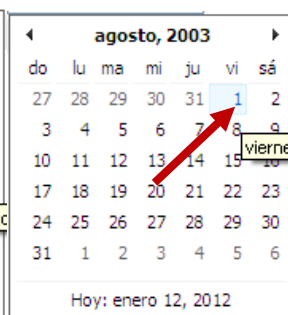 agosto, 2003
do lu ma mi ju vi sá
27 28 29 30 31 1 2
3 4 5 6 7 8 9
vierne
10 11 12 13 14 15 16
17 18 19 20 21 22 23
24 25 26 27 28 29 30
31 1 2 3 4 5 6
Hoy: enero 12, 2012